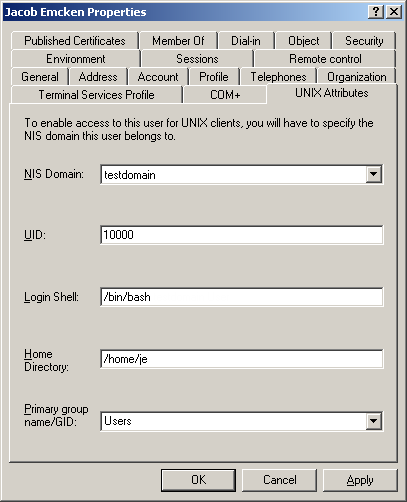 Jacob Emcken Properties
Published Certificates Member Of Dial-in Object Security
Environment Sessions Remote control
General Address Account Profile Telephones Organization
Terminal Services Profile COM+ UNIX Attributes
To enable access to this user for UNIX clients, you will have to specify the
NIS domain this user belongs to.
NIS Domain: testdomain
UID: 10000
Login Shell: /bin/bash
Home
Directory: /home/je
Primary group
name/GID: Users
OK Cancel Apply